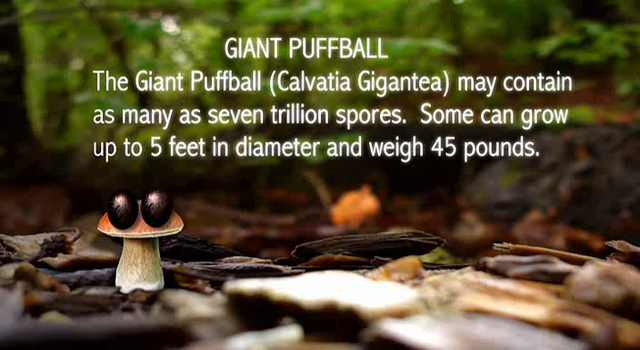 GIANT PUFFBALL
The Giant Puffball (Calvatia Gigantea) may contain
as many as seven trillion spores. Some can grow
up to 5 feet in diameter and weigh 45 pounds.